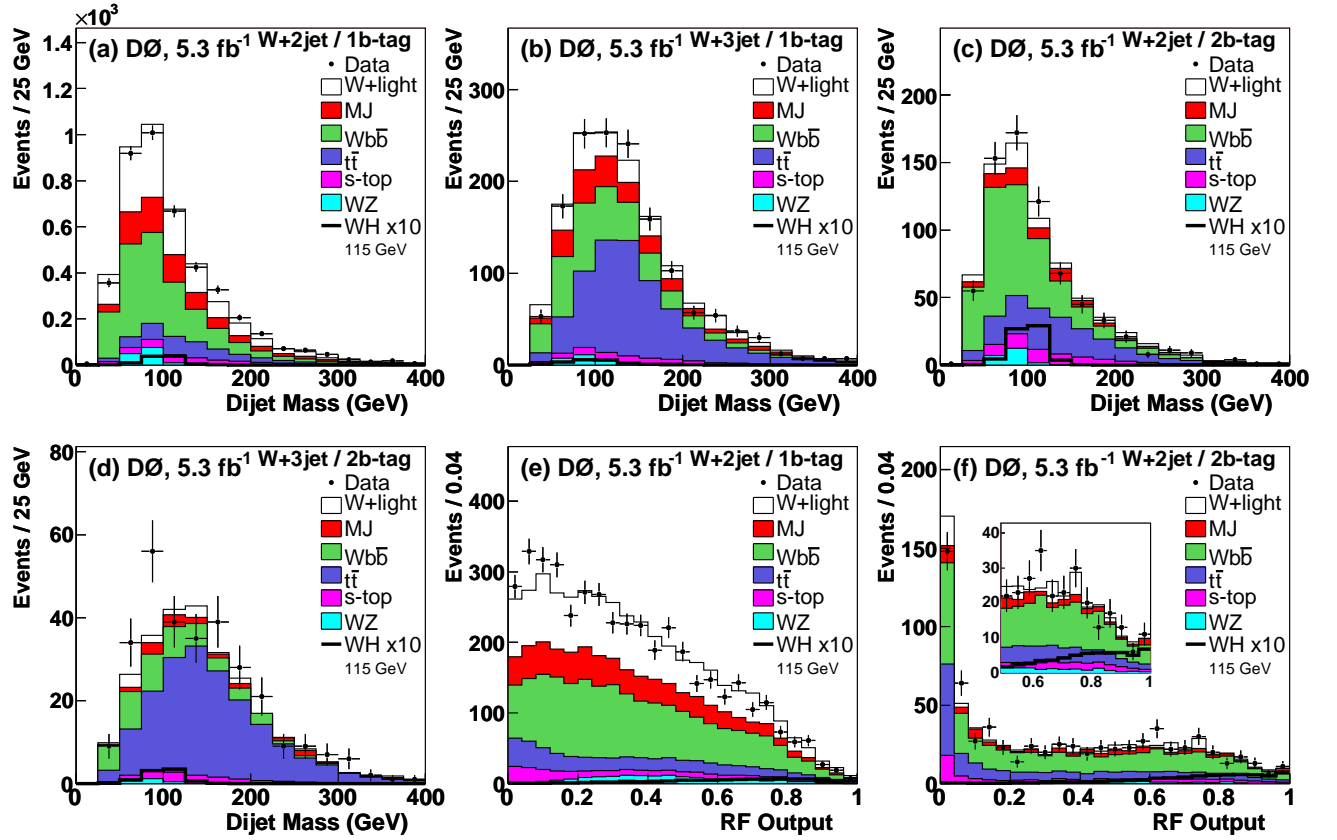 ×10³
(a) DØ, 5.3 fb⁻¹ W+2jet / 1b-tag
Data
W+light
MJ
Wbb̄
tt̄
s-top
WZ
WH x10
115 GeV
Events / 25 GeV
1.4
1.2
1
0.8
0.6
0.4
0.2
0
0 100 200 300 400
Dijet Mass (GeV)
(b) DØ, 5.3 fb⁻¹ W+3jet / 1b-tag
Data
W+light
MJ
Wbb̄
tt̄
s-top
WZ
WH x10
115 GeV
Events / 25 GeV
300
200
100
0
0 100 200 300 400
Dijet Mass (GeV)
(c) DØ, 5.3 fb⁻¹ W+2jet / 2b-tag
Data
W+light
MJ
Wbb̄
tt̄
s-top
WZ
WH x10
115 GeV
Events / 25 GeV
200
150
100
50
0
0 100 200 300 400
Dijet Mass (GeV)
(d) DØ, 5.3 fb⁻¹ W+3jet / 2b-tag
Data
W+light
MJ
Wbb̄
tt̄
s-top
WZ
WH x10
115 GeV
Events / 25 GeV
80
60
40
20
0
0 100 200 300 400
Dijet Mass (GeV)
(e) DØ, 5.3 fb⁻¹ W+2jet / 1b-tag
Data
W+light
MJ
Wbb̄
tt̄
s-top
WZ
WH x10
115 GeV
Events / 0.04
400
300
200
100
0
0 0.2 0.4 0.6 0.8 1
RF Output
(f) DØ, 5.3 fb⁻¹ W+2jet / 2b-tag
Data
W+light
MJ
Wbb̄
tt̄
s-top
WZ
WH x10
115 GeV
Events / 0.04
200
150
100
50
0
40
30
20
10
0
0.6 0.8 1
0 0.2 0.4 0.6 0.8 1
RF Output